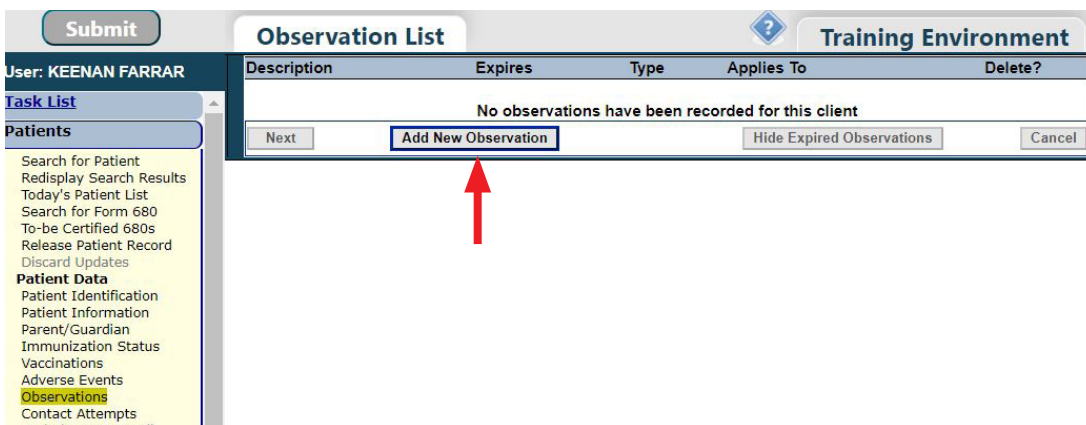 Submit
Observation List
?
Training Environment
User: KEENAN FARRAR
Description Expires Type Applies To Delete?
Task List
No observations have been recorded for this client
Patients
Next Add New Observation Hide Expired Observations Cancel
Search for Patient
Redisplay Search Results
Today's Patient List
Search for Form 680
To-be Certified 680s
Release Patient Record
Discard Updates
Patient Data
Patient Identification
Patient Information
Parent/Guardian
Immunization Status
Vaccinations
Adverse Events
Observations
Contact Attempts